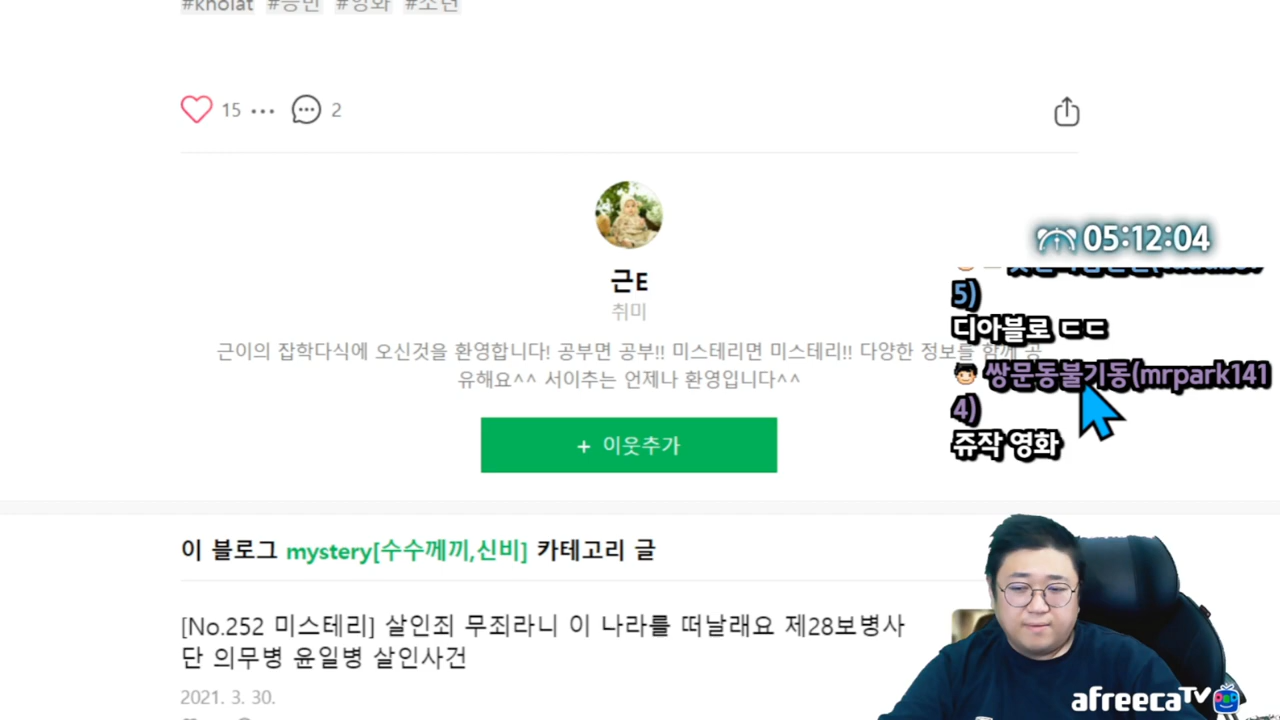 #kholat #등반 #영화 #소련
15 ··· 2
05:12:04
5)
디아블로 ㄷㄷ
쌍문동불기동(mrpark141
4)
쥬작 영화
근E
취미
근이의 잡학다식에 오신것을 환영합니다! 공부면 공부!! 미스테리면 미스테리!! 다양한 정보를 함께 공
유해요^^ 서이추는 언제나 환영입니다^^
+ 이웃추가
이 블로그 mystery[수수께끼,신비] 카테고리 글
[No.252 미스테리] 살인죄 무죄라니 이 나라를 떠날래요 제28보병사
단 의무병 윤일병 살인사건
2021. 3. 30.
afreecaTV